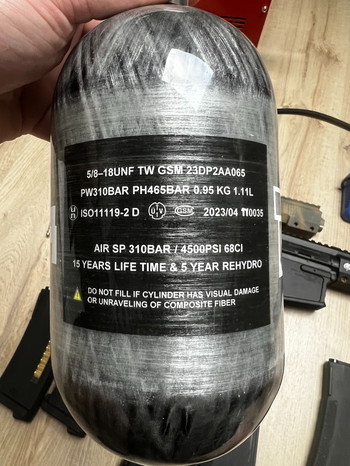 5/8-18UNF TW GSM 23DP2AA065
PW310BAR PH465BAR 0.95 KG 1.11L
ISO11119-2 D GSM 2023/04 0035
AIR SP 310BAR / 4500PSI 68CI
15 YEARS LIFE TIME & 5 YEAR REHYDRO
DO NOT FILL IF CYLINDER HAS VISUAL DAMAGE
OR UNRAVELING OF COMPOSITE FIBER